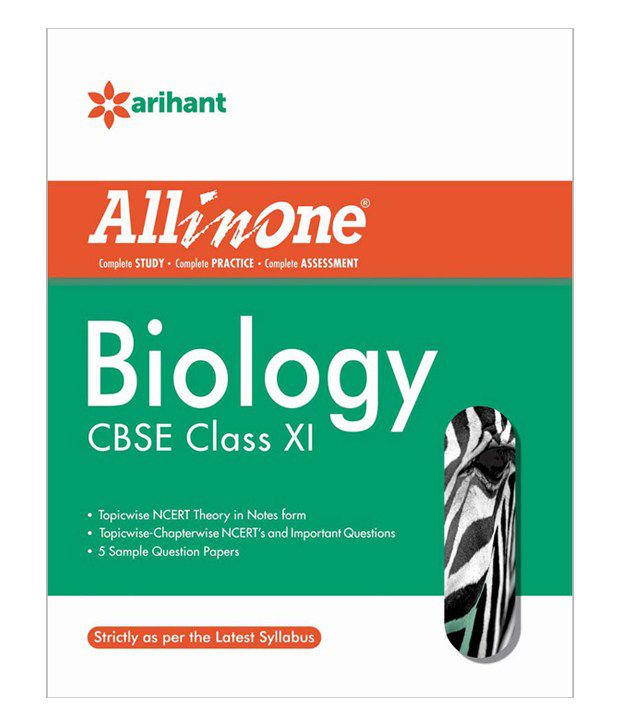 arihant
All in One®
Complete STUDY • Complete PRACTICE • Complete ASSESSMENT
Biology
CBSE Class XI
• Topicwise NCERT Theory in Notes form
• Topicwise-Chapterwise NCERT's and Important Questions
• 5 Sample Question Papers
Strictly as per the Latest Syllabus